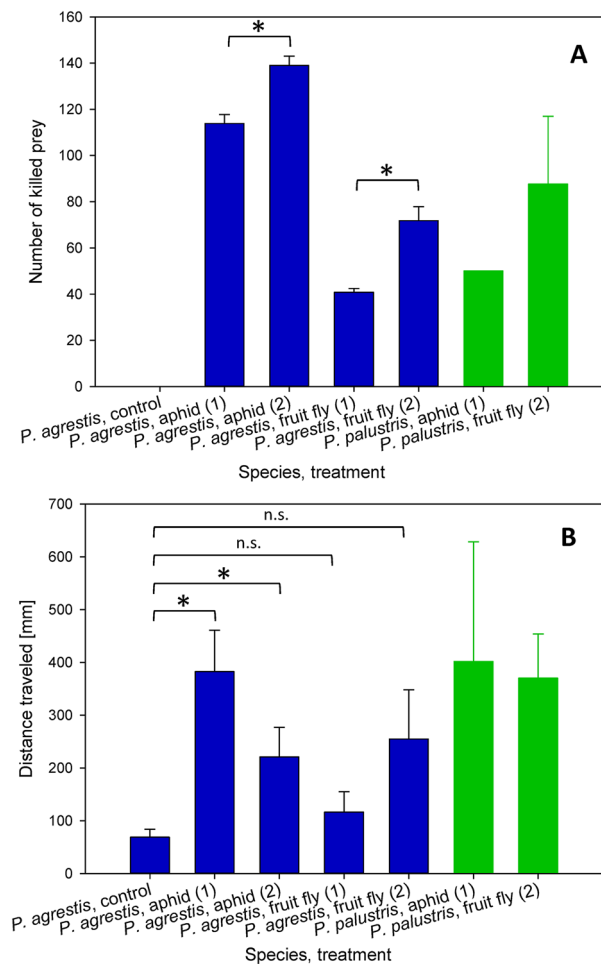 160
A
140
120
100
80
60
40
20
0
Number of killed prey
*
*
P. agrestis, control
P. agrestis, aphid (1)
P. agrestis, aphid (2)
P. agrestis, fruit fly (1)
P. agrestis, fruit fly (2)
P. palustris, aphid (1)
P. palustris, fruit fly (2)
Species, treatment
700
B
600
500
400
300
200
100
0
Distance traveled [mm]
n.s.
n.s.
*
*
P. agrestis, control
P. agrestis, aphid (1)
P. agrestis, aphid (2)
P. agrestis, fruit fly (1)
P. agrestis, fruit fly (2)
P. palustris, aphid (1)
P. palustris, fruit fly (2)
Species, treatment